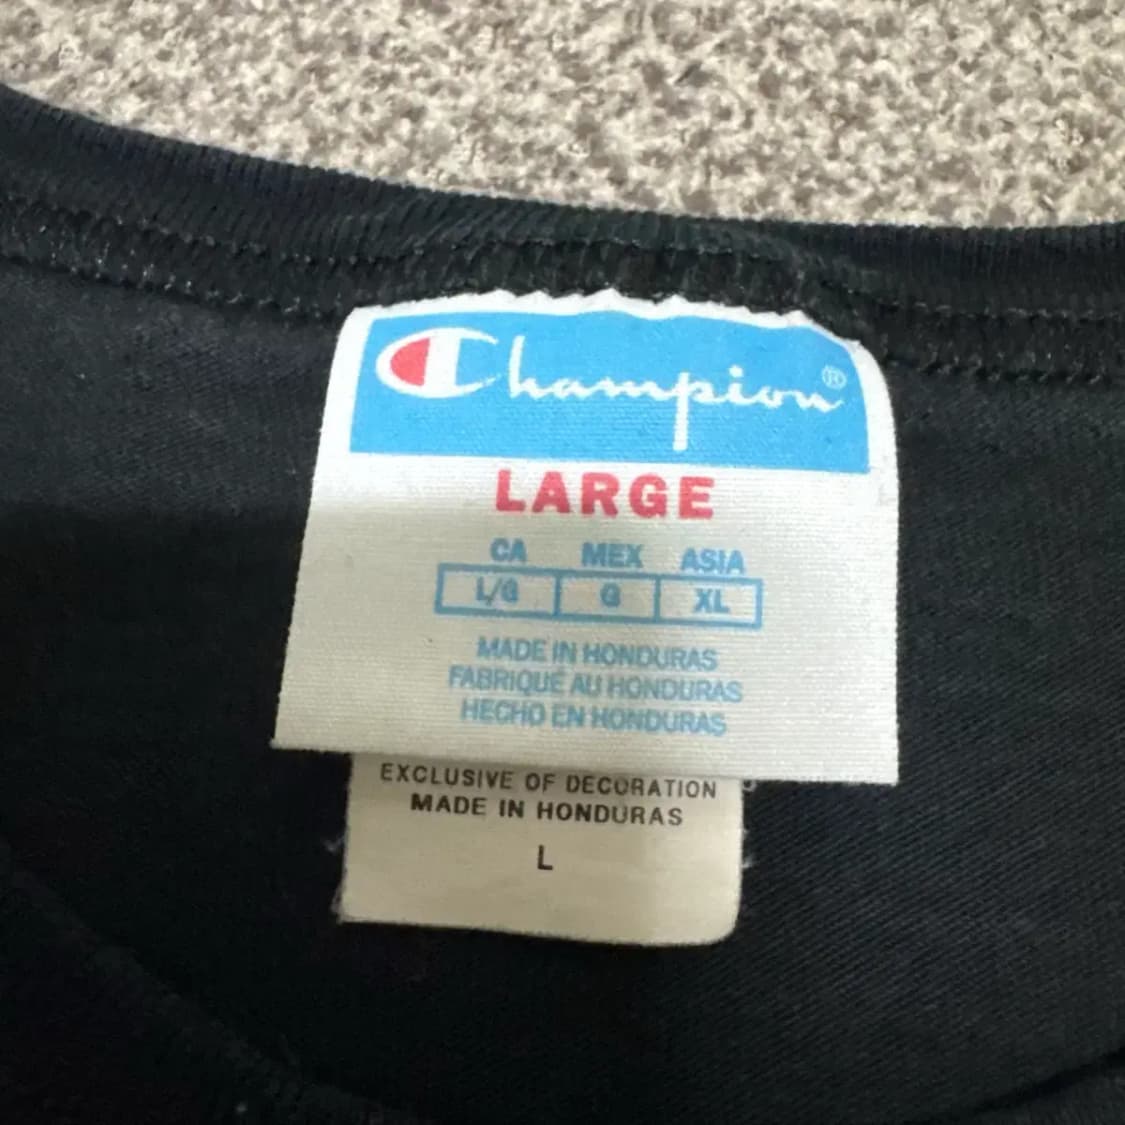 Champion®
LARGE
CA MEX ASIA
L/G G XL
MADE IN HONDURAS
FABRIQUÉ AU HONDURAS
HECHO EN HONDURAS
EXCLUSIVE OF DECORATION
MADE IN HONDURAS
L